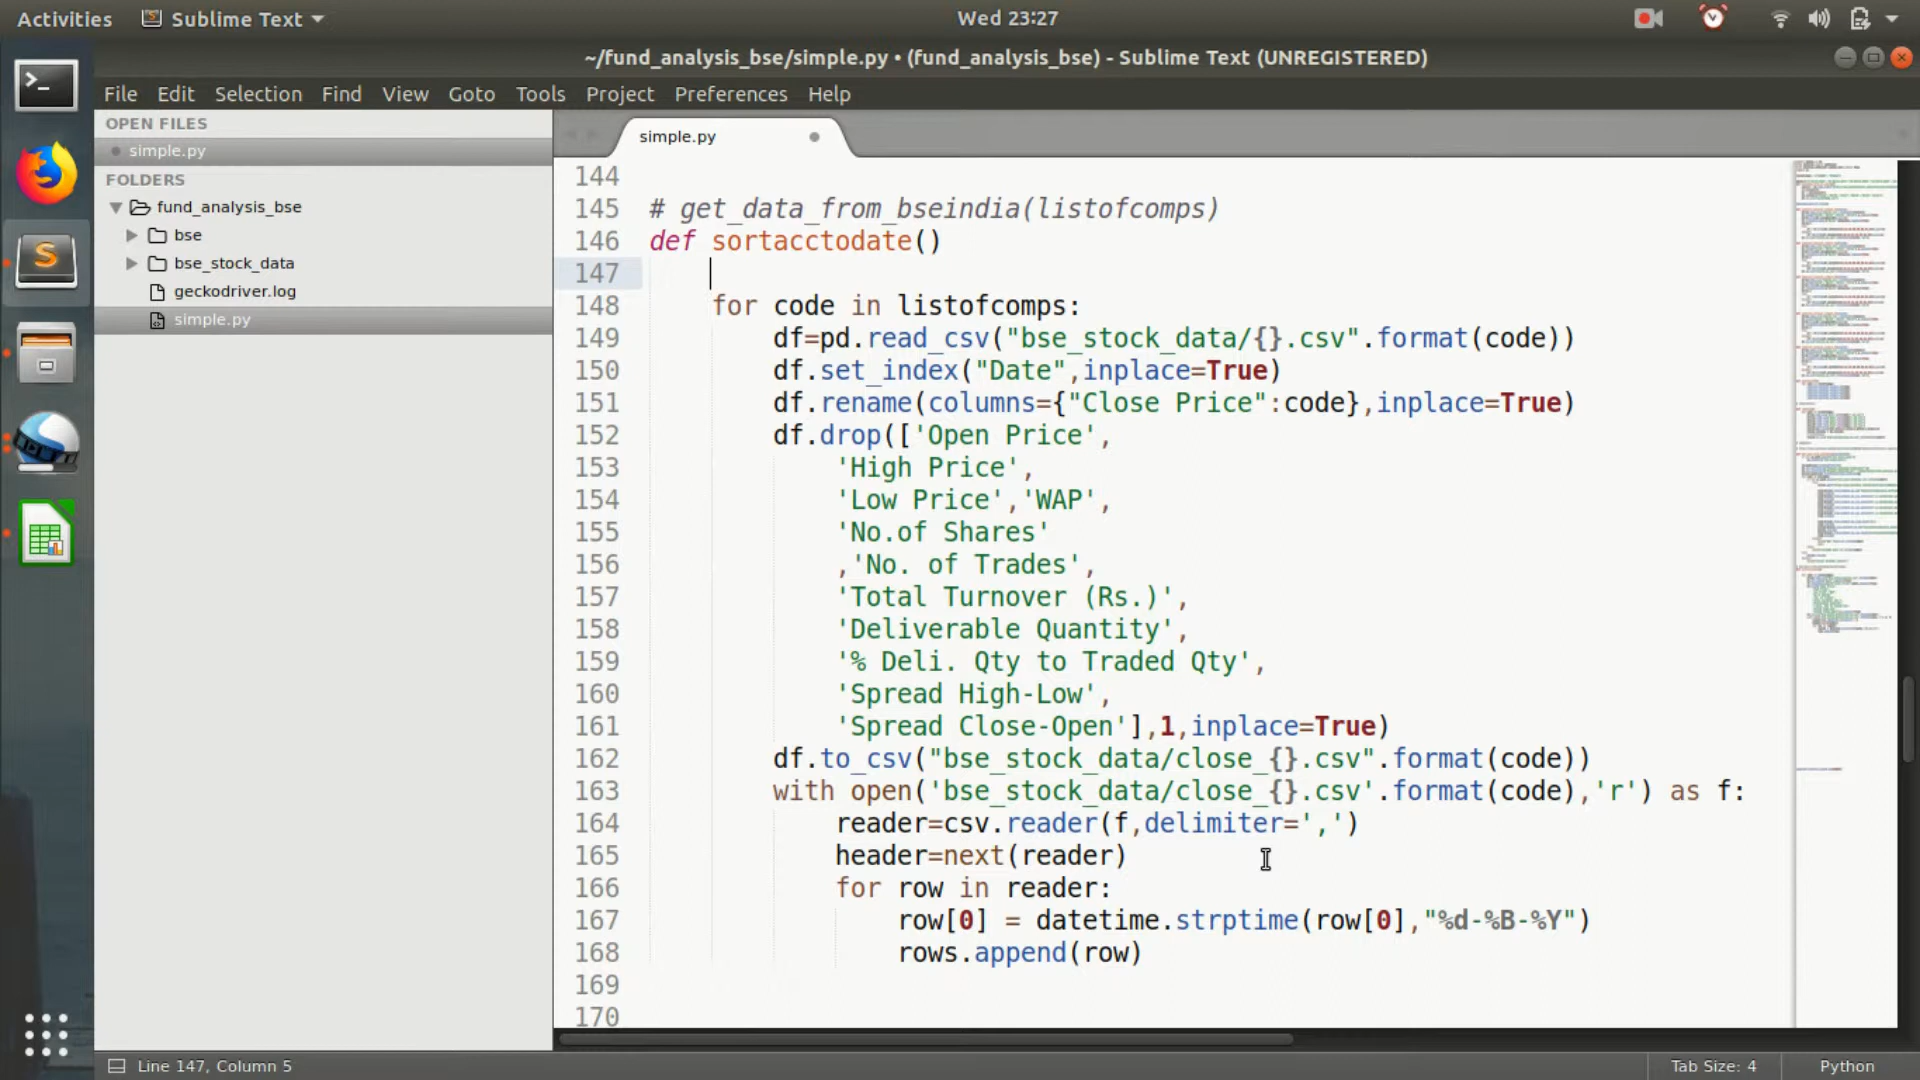 Activities
Sublime Text
Wed 23:27
~/fund_analysis_bse/simple.py • (fund_analysis_bse) - Sublime Text (UNREGISTERED)
File Edit Selection Find View Goto Tools Project Preferences Help
OPEN FILES
simple.py
FOLDERS
fund_analysis_bse
bse
bse_stock_data
geckodriver.log
simple.py
simple.py
144
145 # get_data_from_bseindia(listofcomps)
146 def sortacctodate()
147
148 for code in listofcomps:
149 df=pd.read_csv("bse_stock_data/{}.csv".format(code))
150 df.set_index("Date",inplace=True)
151 df.rename(columns={"Close Price":code},inplace=True)
152 df.drop(['Open Price',
153 'High Price',
154 'Low Price','WAP',
155 'No.of Shares'
156 ,'No. of Trades',
157 'Total Turnover (Rs.)',
158 'Deliverable Quantity',
159 '% Deli. Qty to Traded Qty',
160 'Spread High-Low',
161 'Spread Close-Open'],1,inplace=True)
162 df.to_csv("bse_stock_data/close_{}.csv".format(code))
163 with open('bse_stock_data/close_{}.csv'.format(code),'r') as f:
164 reader=csv.reader(f,delimiter=',')
165 header=next(reader)
166 for row in reader:
167 row[0] = datetime.strptime(row[0],"%d-%B-%Y")
168 rows.append(row)
169
170
Line 147, Column 5
Tab Size: 4
Python